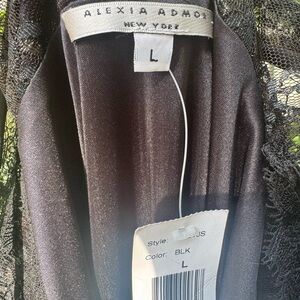 ALEXIA ADMOR
NEW YORK
L
Style:
Color: BLK
L